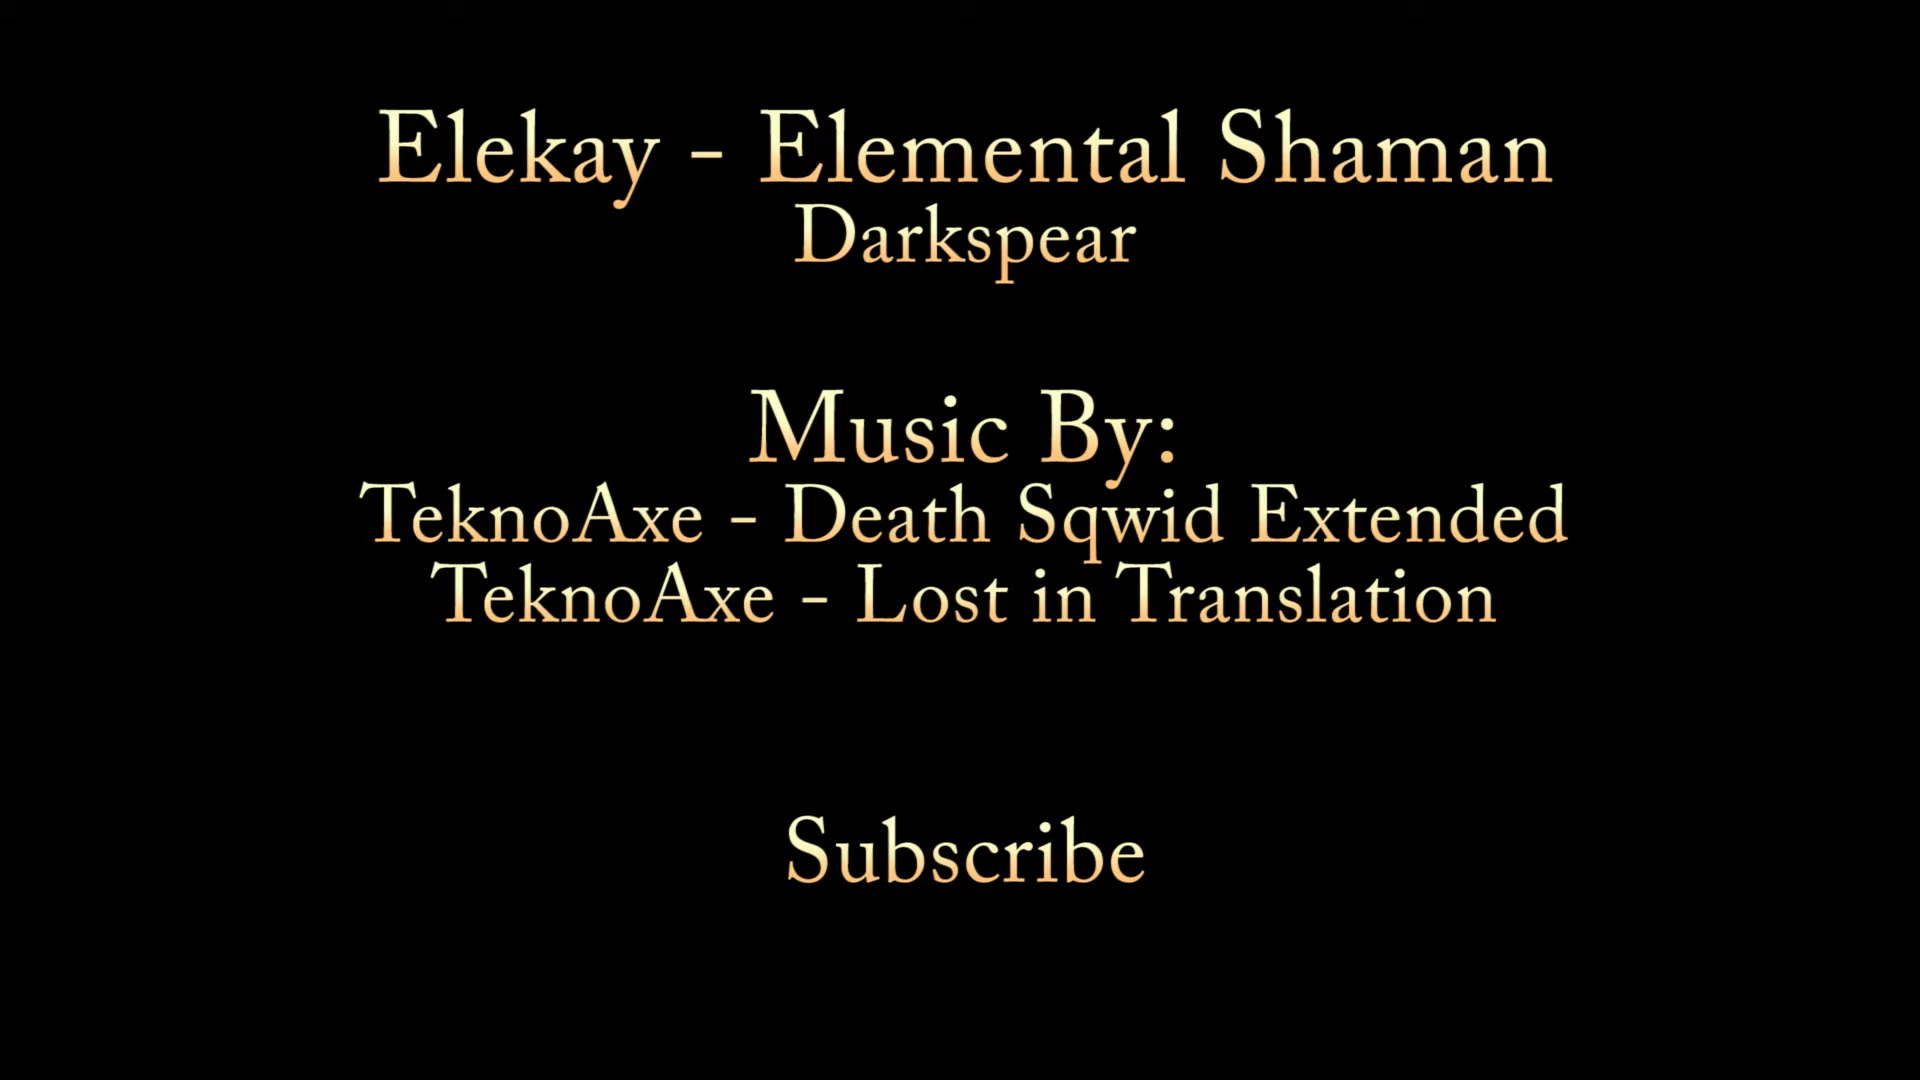 Elekay - Elemental Shaman
Darkspear
Music By:
TeknoAxe - Death Sqwid Extended
TeknoAxe - Lost in Translation
Subscribe